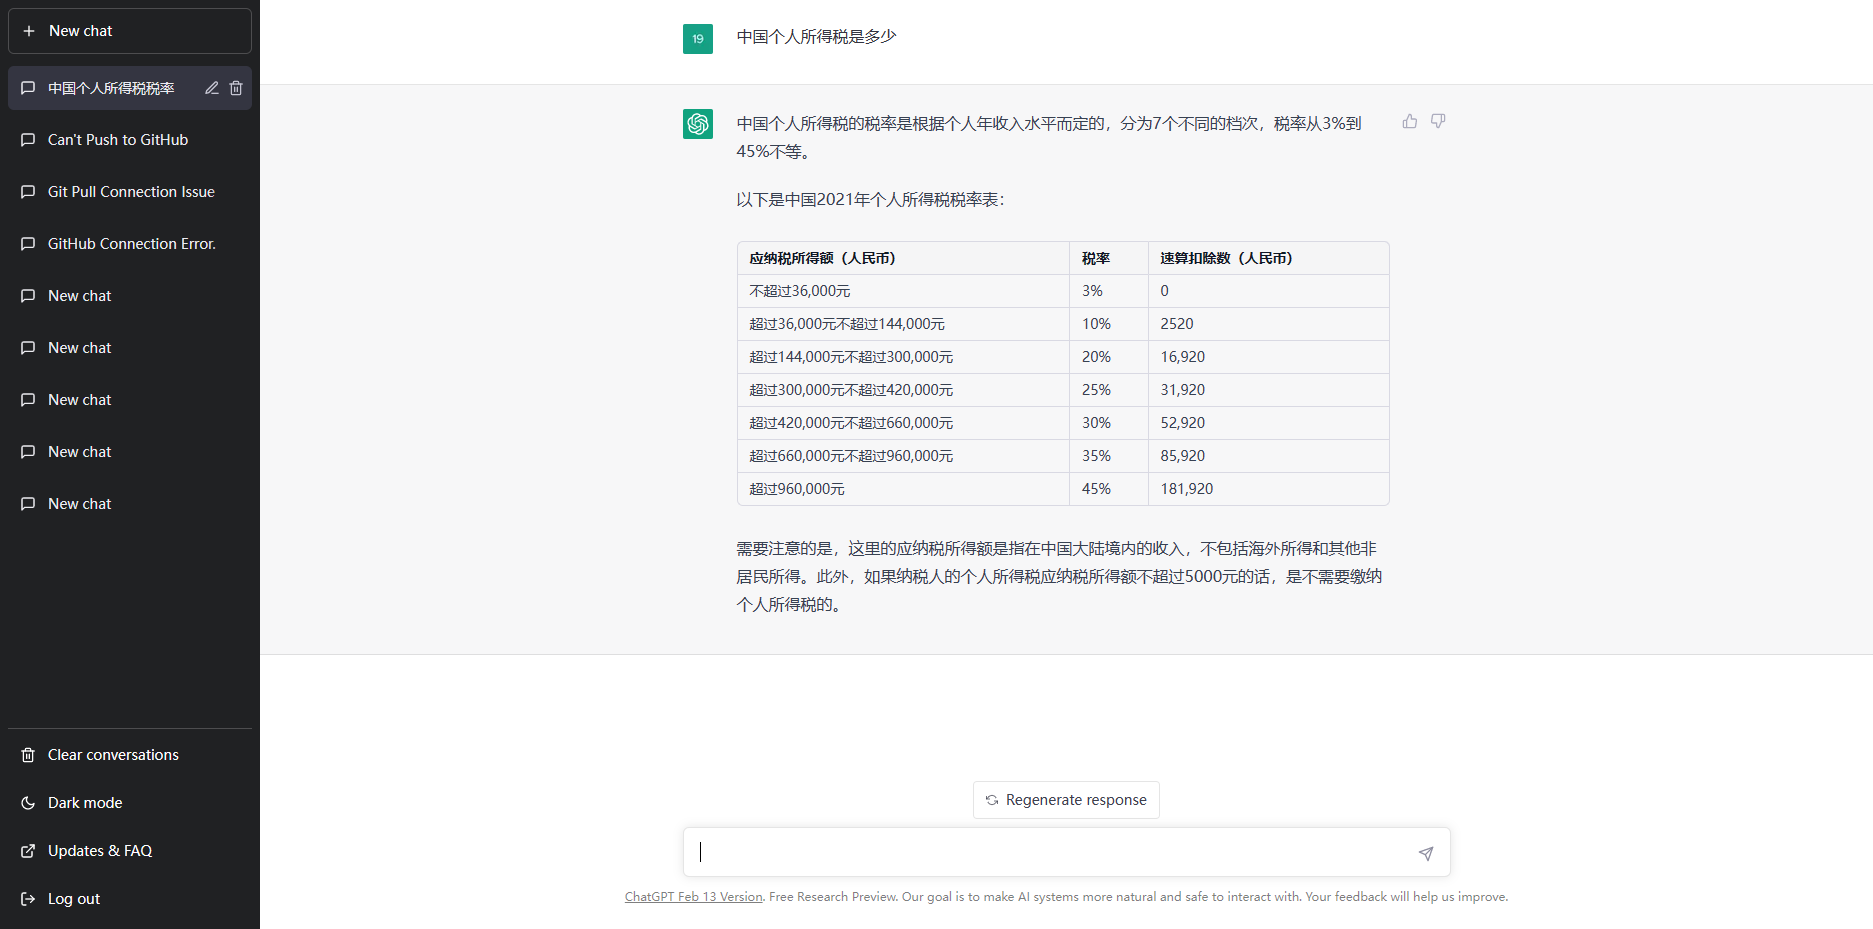 New chat
中国个人所得税税率
Can't Push to GitHub
Git Pull Connection Issue
GitHub Connection Error.
New chat
New chat
New chat
New chat
New chat
Clear conversations
Dark mode
Updates & FAQ
Log out
19
中国个人所得税是多少
中国个人所得税的税率是根据个人年收入水平而定的，分为7个不同的档次，税率从3%到
45%不等。
以下是中国2021年个人所得税税率表：
应纳税所得额（人民币） 税率 速算扣除数（人民币）
不超过36,000元 3% 0
超过36,000元不超过144,000元 10% 2520
超过144,000元不超过300,000元 20% 16,920
超过300,000元不超过420,000元 25% 31,920
超过420,000元不超过660,000元 30% 52,920
超过660,000元不超过960,000元 35% 85,920
超过960,000元 45% 181,920
需要注意的是，这里的应纳税所得额是指在中国大陆境内的收入，不包括海外所得和其他非
居民所得。此外，如果纳税人的个人所得税应纳税所得额不超过5000元的话，是不需要缴纳
个人所得税的。
Regenerate response
ChatGPT Feb 13 Version. Free Research Preview. Our goal is to make AI systems more natural and safe to interact with. Your feedback will help us improve.